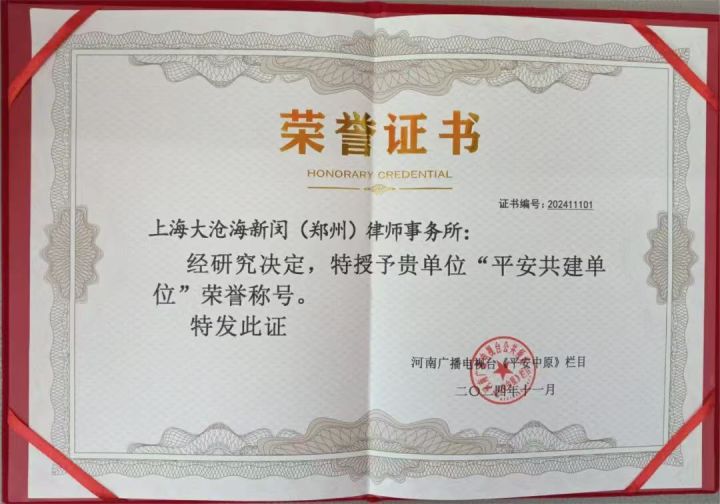 荣誉证书
HONORARY CREDENTIAL
证书编号：202411101
上海大沧海新闵（郑州）律师事务所：
经研究决定，特授予贵单位“平安共建单
位”荣誉称号。
特发此证
河南广播电视台《平安中原》栏目
二〇二四年十一月